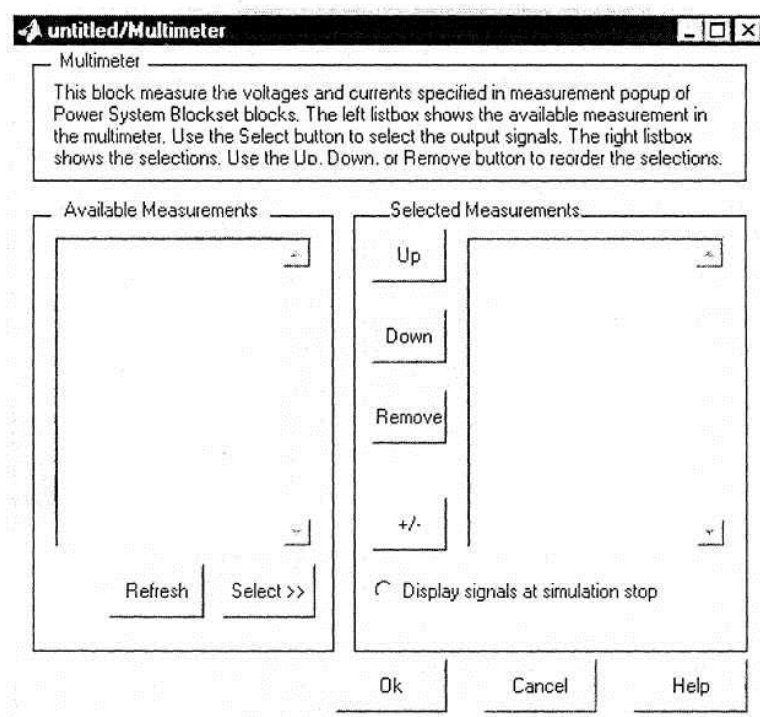 untitled/Multimeter
Multimeter
This block measure the voltages and currents specified in measurement popup of
Power System Blockset blocks. The left listbox shows the available measurement in
the multimeter. Use the Select button to select the output signals. The right listbox
shows the selections. Use the Up, Down, or Remove button to reorder the selections.
Available Measurements
Refresh
Select >>
Selected Measurements
Up
Down
Remove
+/-
Display signals at simulation stop
Ok
Cancel
Help